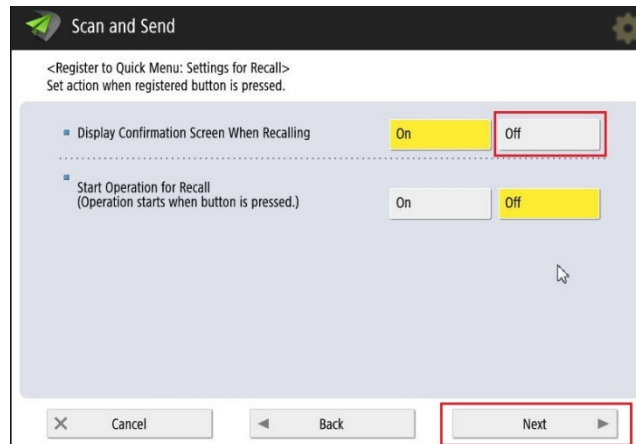 Scan and Send
<Register to Quick Menu: Settings for Recall>
Set action when registered button is pressed.
Display Confirmation Screen When Recalling
On
Off
Start Operation for Recall
(Operation starts when button is pressed.)
On
Off
Cancel
Back
Next